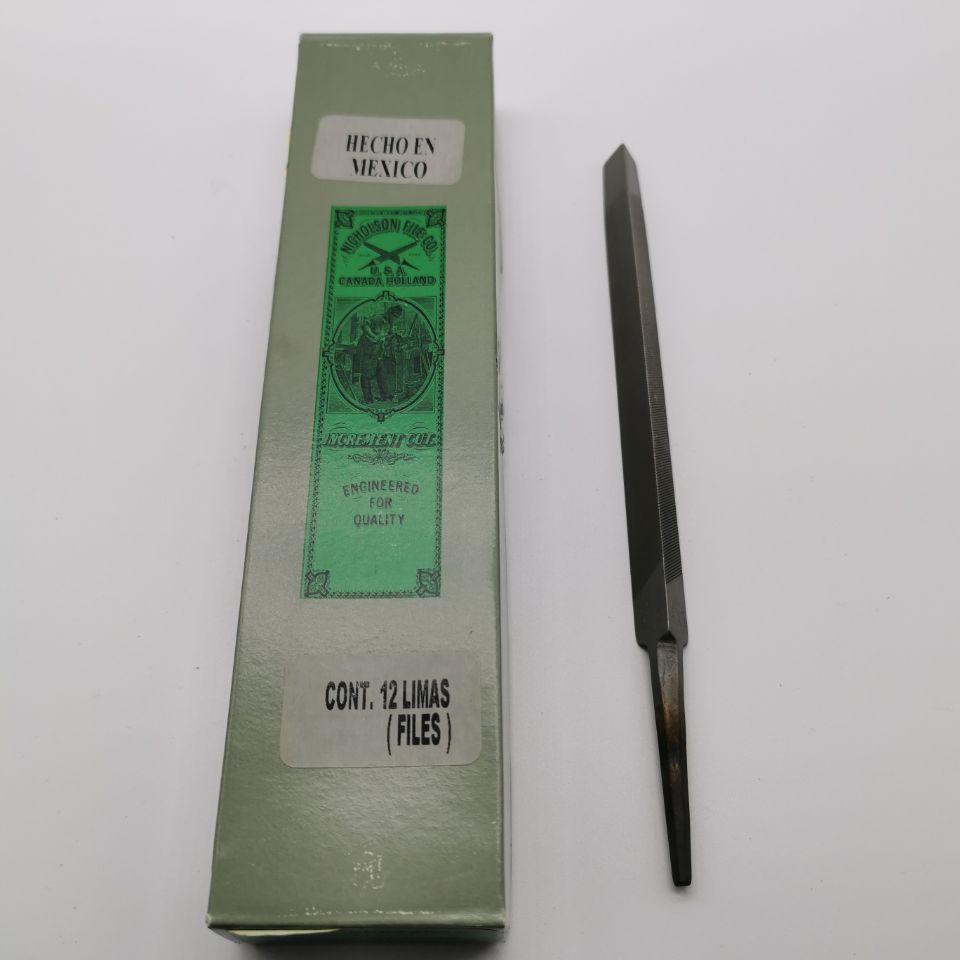 HECHO EN
MEXICO
NICHOLSON FILE CO.
U.S.A.
CANADA HOLLAND
INCREMENT CUT
ENGINEERED
FOR
QUALITY
CONT. 12 LIMAS
(FILES)